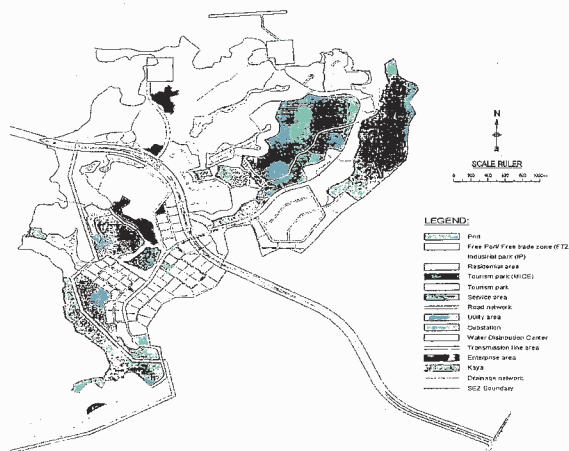 N
SCALE RULER
LEGEND:
Port
Free Port/ Free trade zone (FTZ
Industrial park (IP)
Residential area
Tourism park (MICE)
Tourism park
Service area
Road network
Utility area
Substation
Water Distribution Center
Transmission line area
Enterprise area
Kaya
Drainage network
SEZ Boundary